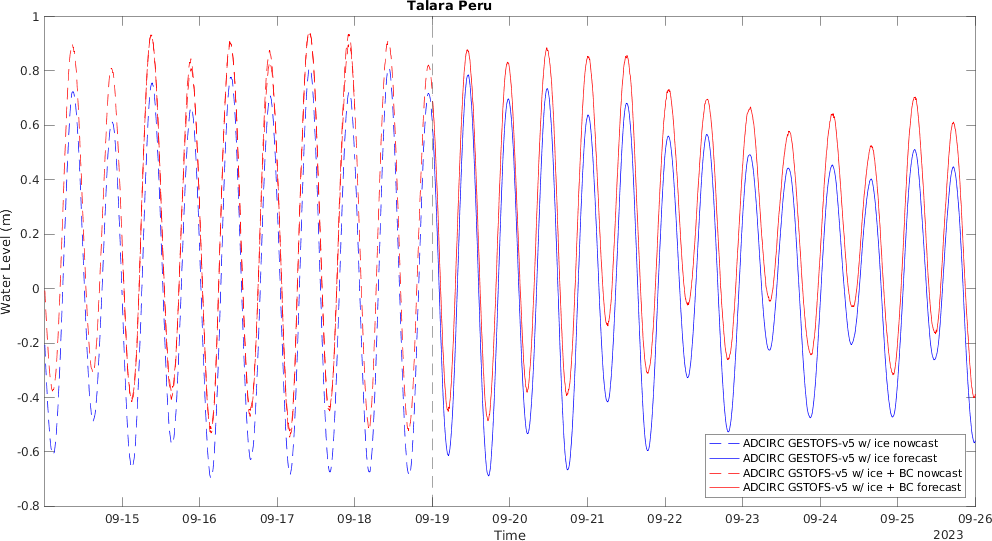 Talara Peru
1
0.8
0.6
0.4
0.2
0
-0.2
-0.4
-0.6
-0.8
Water Level (m)
ADCIRC GESTOFS-v5 w/ ice nowcast
ADCIRC GESTOFS-v5 w/ ice forecast
ADCIRC GSTOFS-v5 w/ ice + BC nowcast
ADCIRC GSTOFS-v5 w/ ice + BC forecast
09-15 09-16 09-17 09-18 09-19 09-20 09-21 09-22 09-23 09-24 09-25 09-26
Time
2023